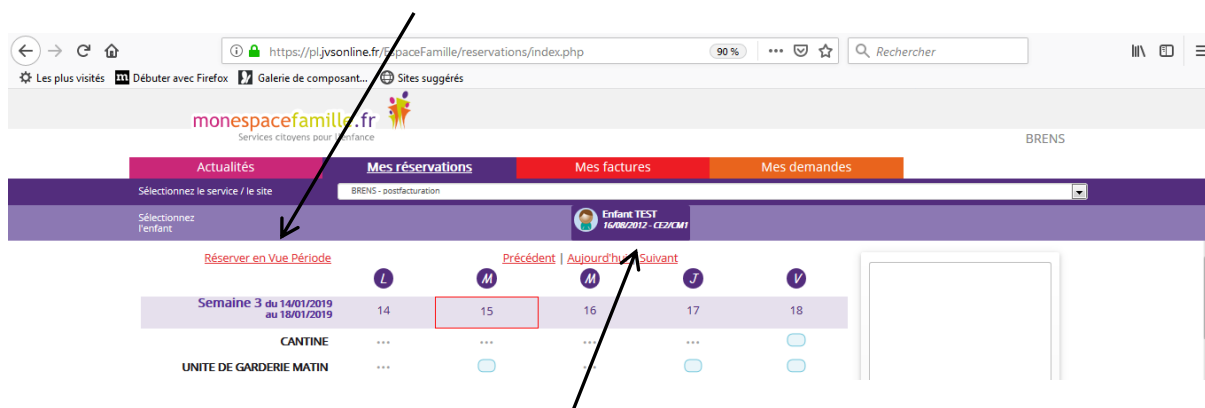 https://pl.jvsonline.fr/EspaceFamille/reservations/index.php
90 %
Rechercher
Les plus visités
Débuter avec Firefox
Galerie de composant...
Sites suggérés
monespacefamille.fr
Services citoyens pour l'enfance
BRENS
Actualités
Mes réservations
Mes factures
Mes demandes
Sélectionnez le service / le site
BRENS - postfacturation
Sélectionnez
l'enfant
Enfant TEST
16/08/2012 - CE2/CM1
Réserver en Vue Période
Précédent | Aujourd'hui | Suivant
L M M J V
Semaine 3 du 14/01/2019
au 18/01/2019
14 15 16 17 18
CANTINE ... ... ... ...
UNITE DE GARDERIE MATIN ... ...